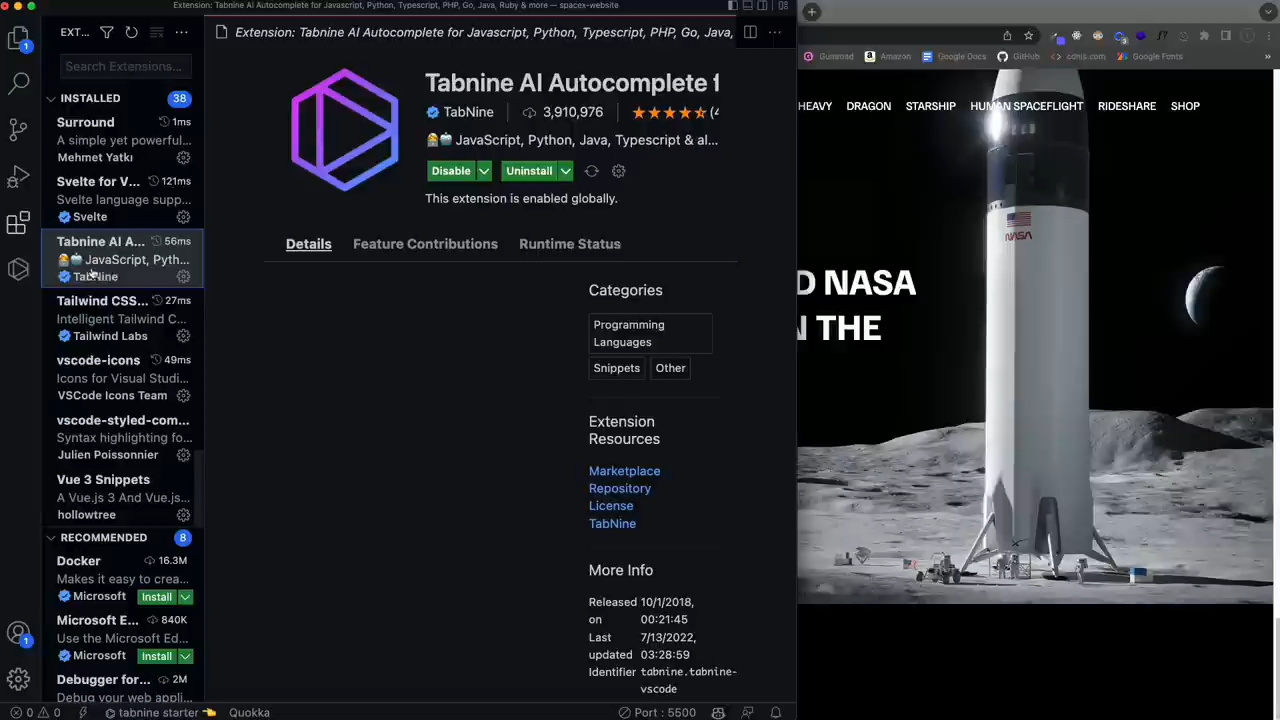 Extension: Tabnine AI Autocomplete for Javascript, Python, Typescript, PHP, Go, Java, Ruby & more — spacex-website
EXT...
Extension: Tabnine AI Autocomplete for Javascript, Python, Typescript, PHP, Go, Java,
1
Search Extensions...
INSTALLED 38
Surround 1ms
A simple yet powerful...
Mehmet Yatkı
Svelte for V... 121ms
Svelte language supp...
Svelte
Tabnine AI A... 56ms
JavaScript, Pyth...
TabNine
Tailwind CSS... 27ms
Intelligent Tailwind C...
Tailwind Labs
vscode-icons 49ms
Icons for Visual Studi...
VSCode Icons Team
vscode-styled-com...
Syntax highlighting fo...
Julien Poissonnier
Vue 3 Snippets
A Vue.js 3 And Vue.js...
hollowtree
RECOMMENDED 8
Docker 16.3M
Makes it easy to crea...
Microsoft Install
Microsoft E... 840K
Use the Microsoft Ed...
Microsoft Install
Debugger for... 2M
Debug your web appli...
1
Tabnine AI Autocomplete f
TabNine 3,910,976 (4
JavaScript, Python, Java, Typescript & al...
Disable Uninstall
This extension is enabled globally.
Details Feature Contributions Runtime Status
Categories
Programming
Languages
Snippets Other
Extension
Resources
Marketplace
Repository
License
TabNine
More Info
Released 10/1/2018,
on 00:21:45
Last 7/13/2022,
updated 03:28:59
Identifier tabnine.tabnine-
vscode
0 0 tabnine starter Quokka Port : 5500
Gumroad Amazon Google Docs GitHub cdnjs.com Google Fonts »
HEAVY DRAGON STARSHIP HUMAN SPACEFLIGHT RIDESHARE SHOP
D NASA
N THE
NASA